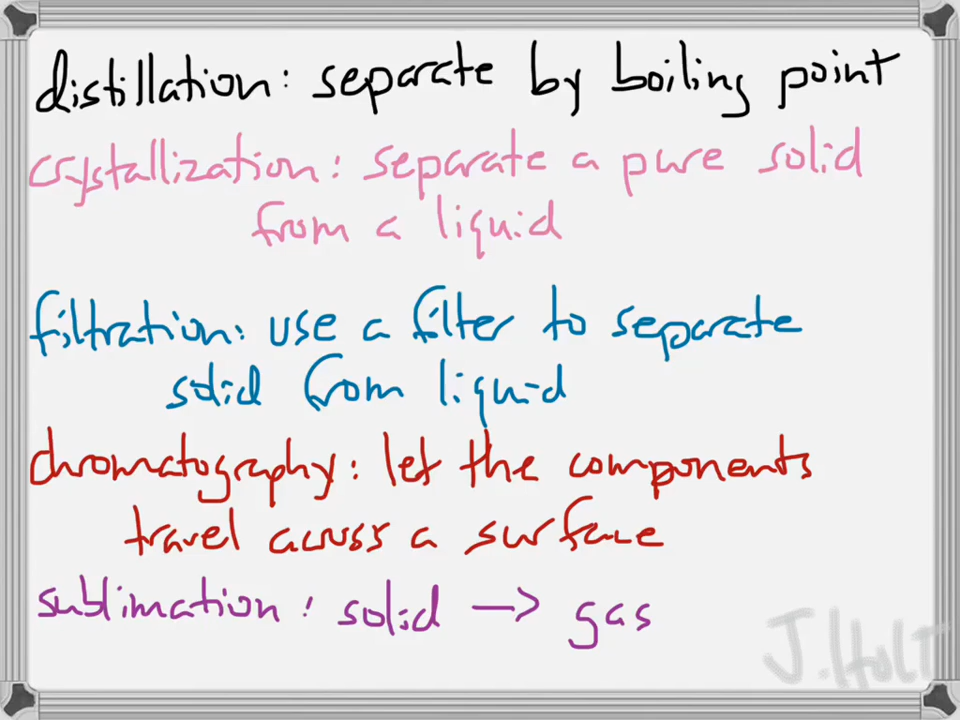 distillation: separate by boiling point
crystallization: separate a pure solid
from a liquid
filtration: use a filter to separate
solid from liquid
chromatography: let the components
travel across a surface
sublimation: solid -> gas
J. Holt